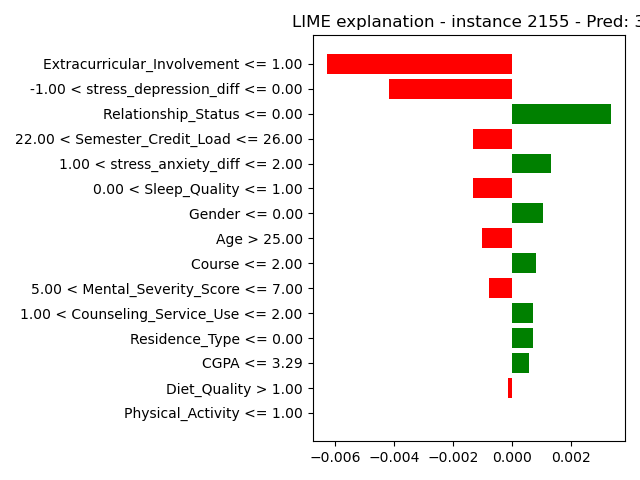 LIME explanation - instance 2155 - Pred: 3
Extracurricular_Involvement <= 1.00
-1.00 < stress_depression_diff <= 0.00
Relationship_Status <= 0.00
22.00 < Semester_Credit_Load <= 26.00
1.00 < stress_anxiety_diff <= 2.00
0.00 < Sleep_Quality <= 1.00
Gender <= 0.00
Age > 25.00
Course <= 2.00
5.00 < Mental_Severity_Score <= 7.00
1.00 < Counseling_Service_Use <= 2.00
Residence_Type <= 0.00
CGPA <= 3.29
Diet_Quality > 1.00
Physical_Activity <= 1.00
−0.006 −0.004 −0.002 0.000 0.002